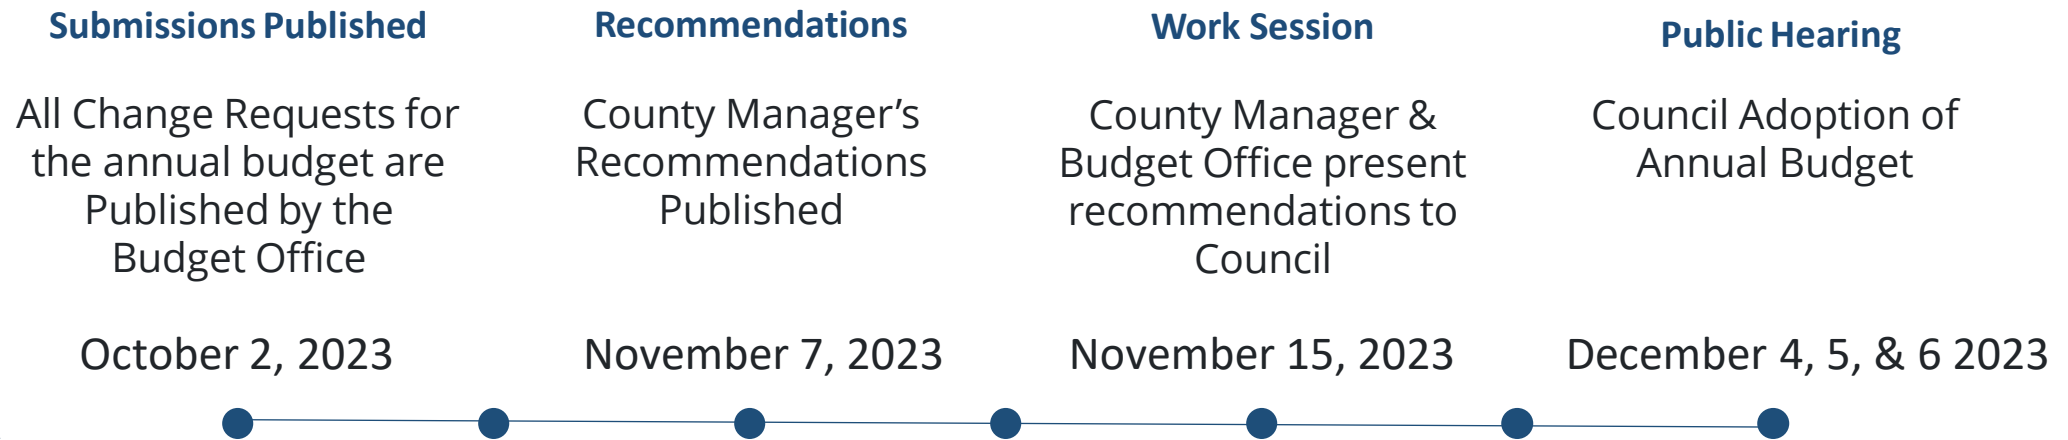 Submissions Published
All Change Requests for
the annual budget are
Published by the
Budget Office
October 2, 2023
Recommendations
County Manager’s
Recommendations
Published
November 7, 2023
Work Session
County Manager &
Budget Office present
recommendations to
Council
November 15, 2023
Public Hearing
Council Adoption of
Annual Budget
December 4, 5, & 6 2023